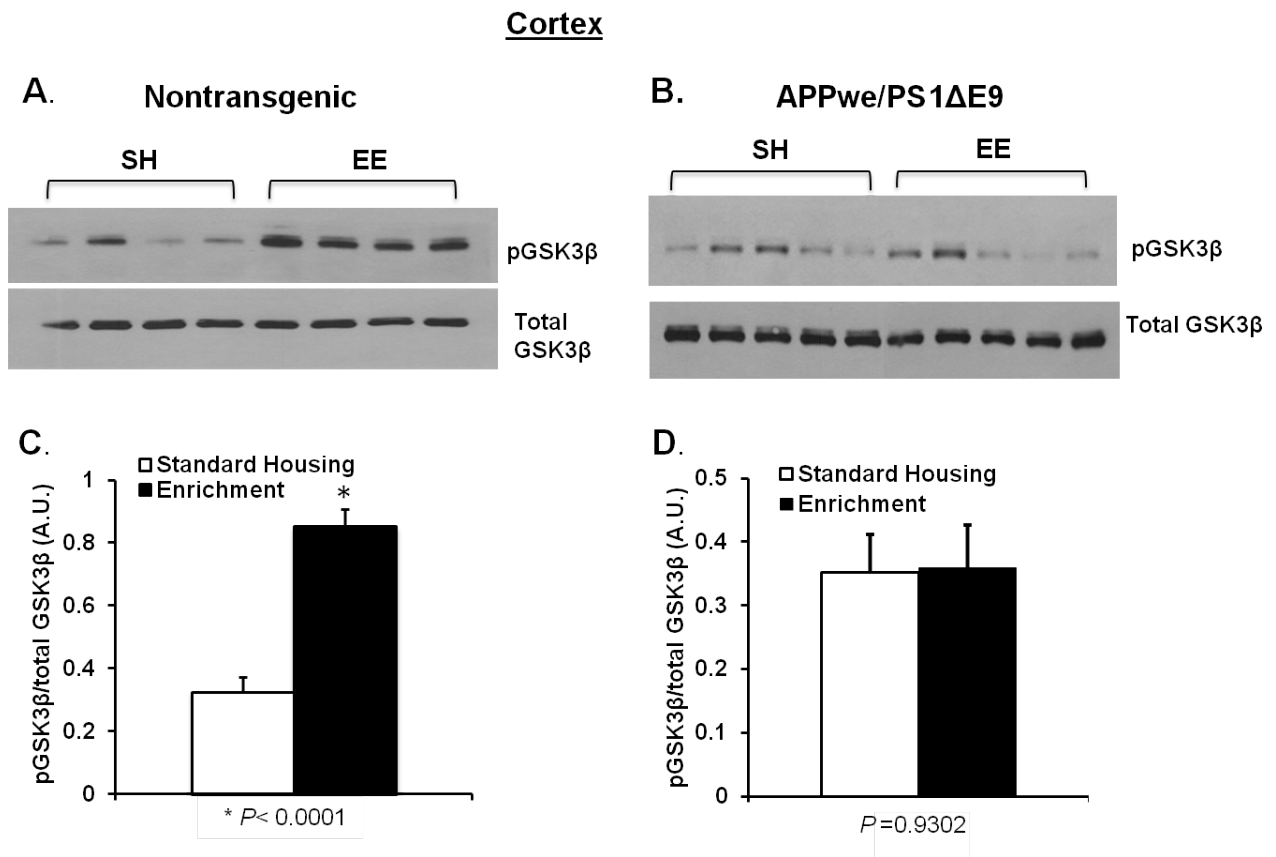 Cortex
A. Nontransgenic
SH EE
pGSK3β
Total
GSK3β
B. APPwe/PS1ΔE9
SH EE
pGSK3β
Total GSK3β
C.
Standard Housing
Enrichment
*
pGSK3β/total GSK3β (A.U.)
1
0.8
0.6
0.4
0.2
0
* P< 0.0001
D.
Standard Housing
Enrichment
pGSK3β/total GSK3β (A.U.)
0.5
0.4
0.3
0.2
0.1
0
P=0.9302